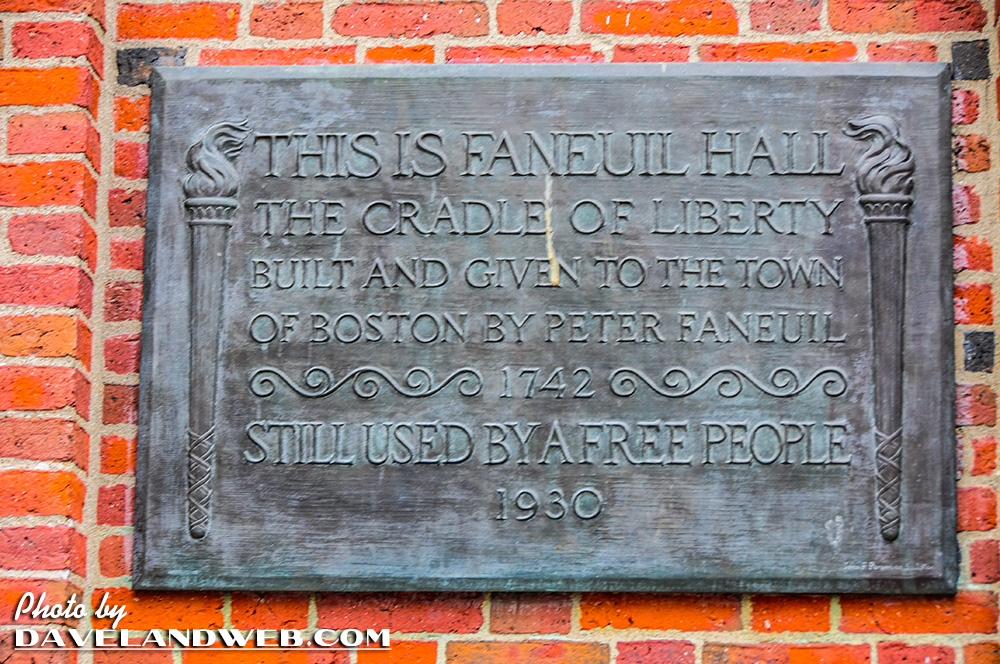 THIS IS FANEUIL HALL
THE CRADLE OF LIBERTY
BUILT AND GIVEN TO THE TOWN
OF BOSTON BY PETER FANEUIL
1742
STILL USED BY A FREE PEOPLE
1930
Photo by
DAVELANDWEB.COM